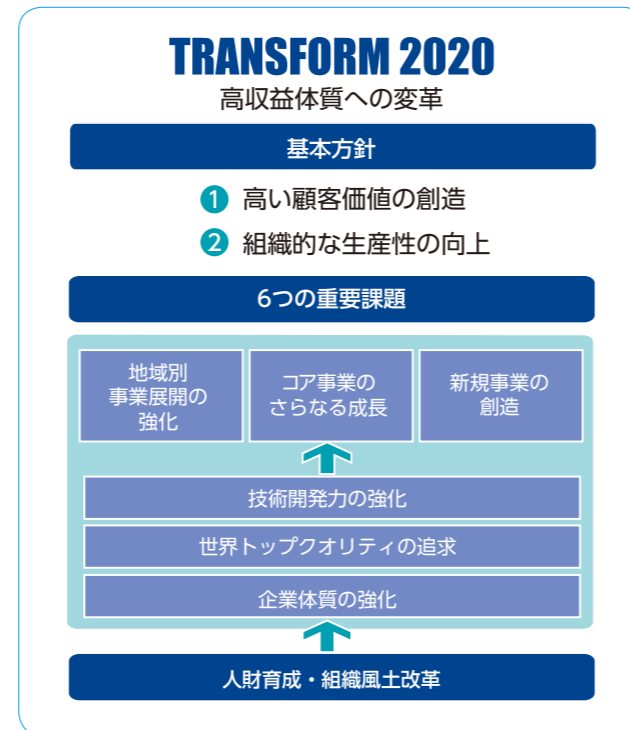 TRANSFORM 2020
高収益体質への変革
基本方針
1 高い顧客価値の創造
2 組織的な生産性の向上
6つの重要課題
地域別
事業展開の
強化
コア事業の
さらなる成長
新規事業の
創造
技術開発力の強化
世界トップクオリティの追求
企業体質の強化
人財育成・組織風土改革